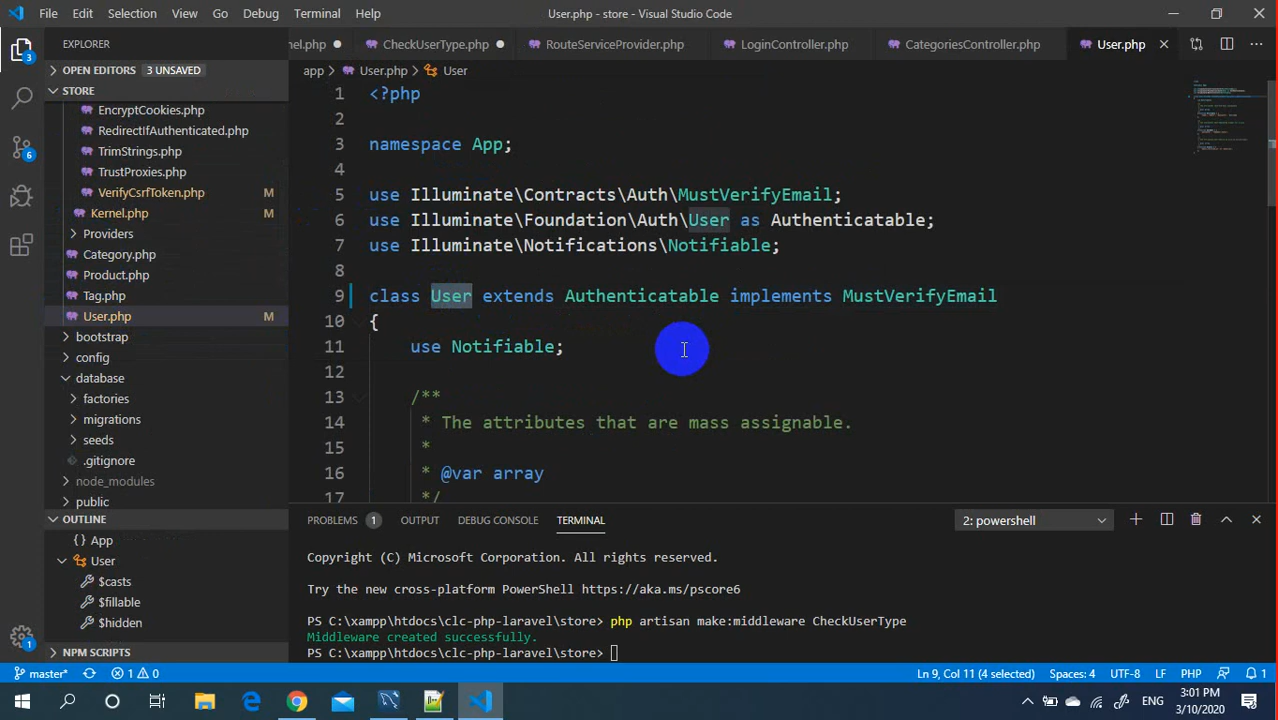 File Edit Selection View Go Debug Terminal Help User.php - store - Visual Studio Code
EXPLORER
nel.php CheckUserType.php RouteServiceProvider.php LoginController.php CategoriesController.php User.php
OPEN EDITORS 3 UNSAVED
STORE
EncryptCookies.php
RedirectIfAuthenticated.php
TrimStrings.php
TrustProxies.php
VerifyCsrfToken.php M
Kernel.php M
Providers
Category.php
Product.php
Tag.php
User.php M
bootstrap
config
database
factories
migrations
seeds
.gitignore
node_modules
public
OUTLINE
App
User
$casts
$fillable
$hidden
NPM SCRIPTS
3
6
1
app > User.php > User
1 <?php
2
3 namespace App;
4
5 use Illuminate\Contracts\Auth\MustVerifyEmail;
6 use Illuminate\Foundation\Auth\User as Authenticatable;
7 use Illuminate\Notifications\Notifiable;
8
9 class User extends Authenticatable implements MustVerifyEmail
10 {
11 use Notifiable;
12
13 /**
14 * The attributes that are mass assignable.
15 *
16 * @var array
17 */
PROBLEMS 1 OUTPUT DEBUG CONSOLE TERMINAL 2: powershell
Copyright (C) Microsoft Corporation. All rights reserved.
Try the new cross-platform PowerShell https://aka.ms/pscore6
PS C:\xampp\htdocs\clc-php-laravel\store> php artisan make:middleware CheckUserType
Middleware created successfully.
PS C:\xampp\htdocs\clc-php-laravel\store>
master* 1 0 Ln 9, Col 11 (4 selected) Spaces: 4 UTF-8 LF PHP 1
ENG 3:01 PM
3/10/2020